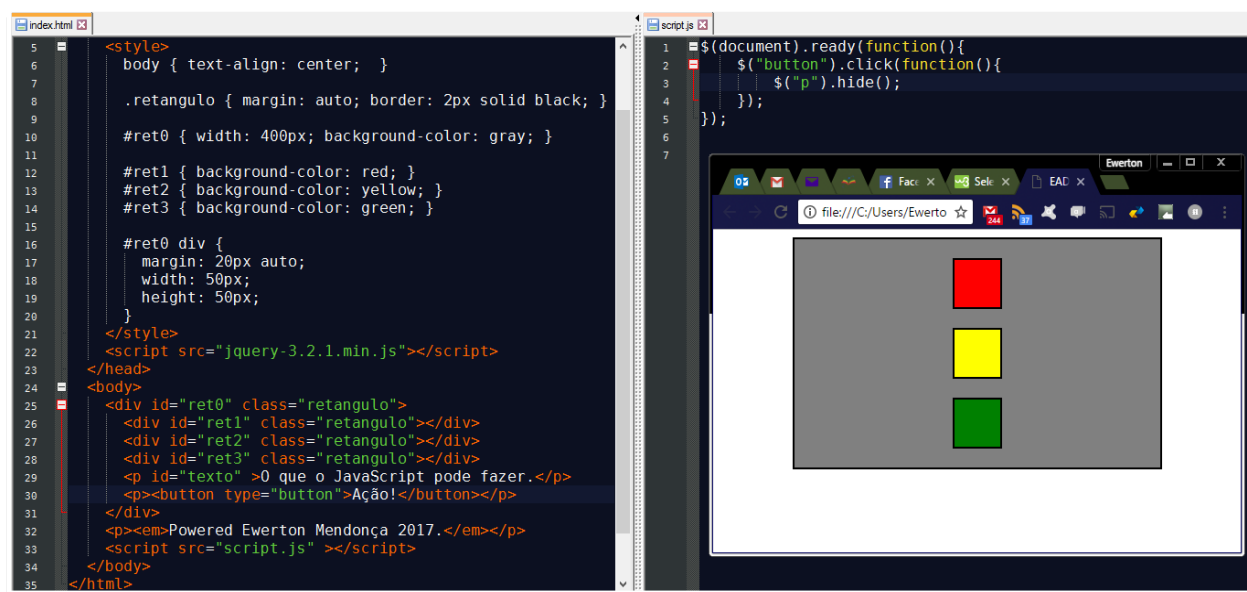 index.html
5 <style>
6 body { text-align: center;  }
7
8 .retangulo { margin: auto; border: 2px solid black; }
9
10 #ret0 { width: 400px; background-color: gray; }
11
12 #ret1 { background-color: red; }
13 #ret2 { background-color: yellow; }
14 #ret3 { background-color: green; }
15
16 #ret0 div {
17 margin: 20px auto;
18 width: 50px;
19 height: 50px;
20 }
21 </style>
22 <script src="jquery-3.2.1.min.js"></script>
23 </head>
24 <body>
25 <div id="ret0" class="retangulo">
26 <div id="ret1" class="retangulo"></div>
27 <div id="ret2" class="retangulo"></div>
28 <div id="ret3" class="retangulo"></div>
29 <p id="texto" >O que o JavaScript pode fazer.</p>
30 <p><button type="button">Ação!</button></p>
31 </div>
32 <p><em>Powered Ewerton Mendonça 2017.</em></p>
33 <script src="script.js" ></script>
34 </body>
35 </html>
script.js
1 $(document).ready(function(){
2 $("button").click(function(){
3 $("p").hide();
4 });
5 });
6
7
Ewerton
Face Sele EAD
file:///C:/Users/Ewerto 244 37